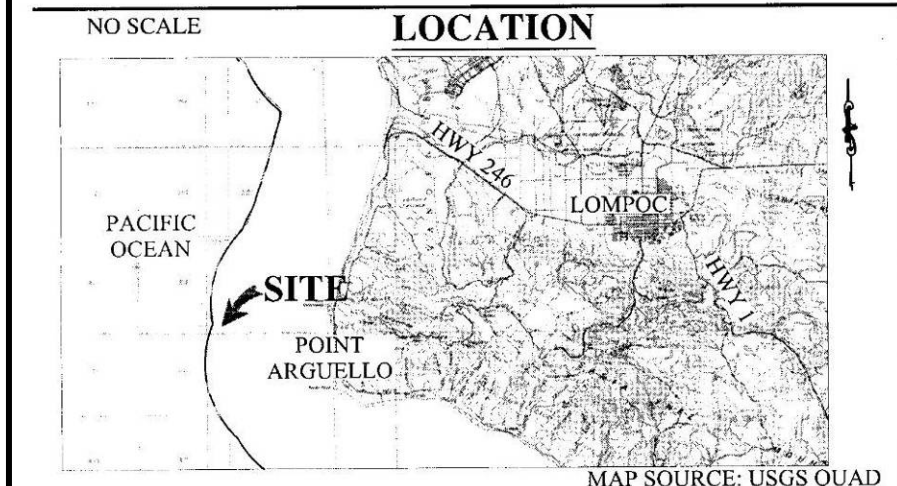 NO SCALE
LOCATION
HWY 246
LOMPOC
PACIFIC
OCEAN
HWY 1
SITE
POINT
ARGUELLO
MAP SOURCE: USGS QUAD